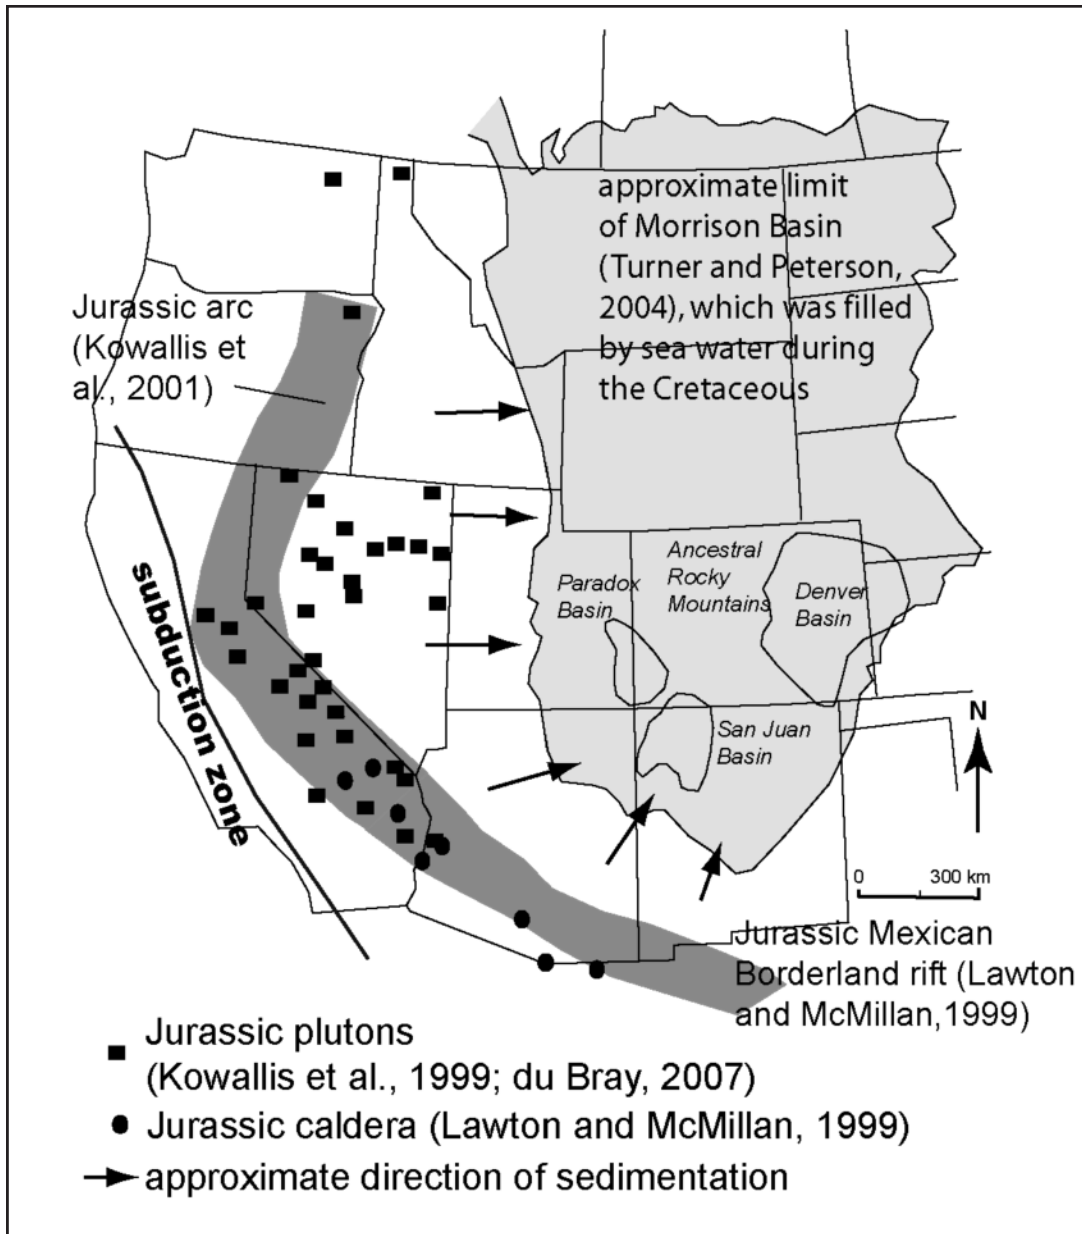 approximate limit
of Morrison Basin
(Turner and Peterson,
2004), which was filled
by sea water during
the Cretaceous
Jurassic arc
(Kowallis et
al., 2001)
subduction zone
Paradox
Basin
Ancestral
Rocky
Mountains
Denver
Basin
San Juan
Basin
N
0 300 km
Jurassic Mexican
Borderland rift (Lawton
and McMillan,1999)
Jurassic plutons
(Kowallis et al., 1999; du Bray, 2007)
Jurassic caldera (Lawton and McMillan, 1999)
approximate direction of sedimentation